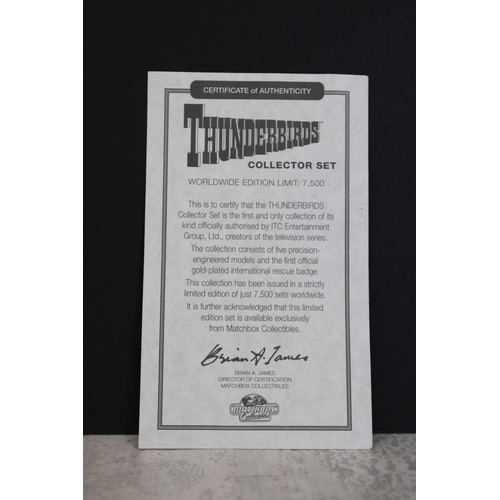 CERTIFICATE of AUTHENTICITY
THUNDERBIRDS™
COLLECTOR SET
WORLDWIDE EDITION LIMIT: 7,500
This is to certify that the THUNDERBIRDS
Collector Set is the first and only collection of its
kind officially authorised by ITC Entertainment
Group, Ltd., creators of the television series.
The collection consists of five precision-
engineered models and the first official
gold-plated international rescue badge.
This collection has been issued in a strictly
limited edition of just 7,500 sets worldwide.
It is further acknowledged that this limited
edition set is available exclusively
from Matchbox Collectibles.
Brian A. James
BRIAN A. JAMES
DIRECTOR OF CERTIFICATION
MATCHBOX COLLECTIBLES